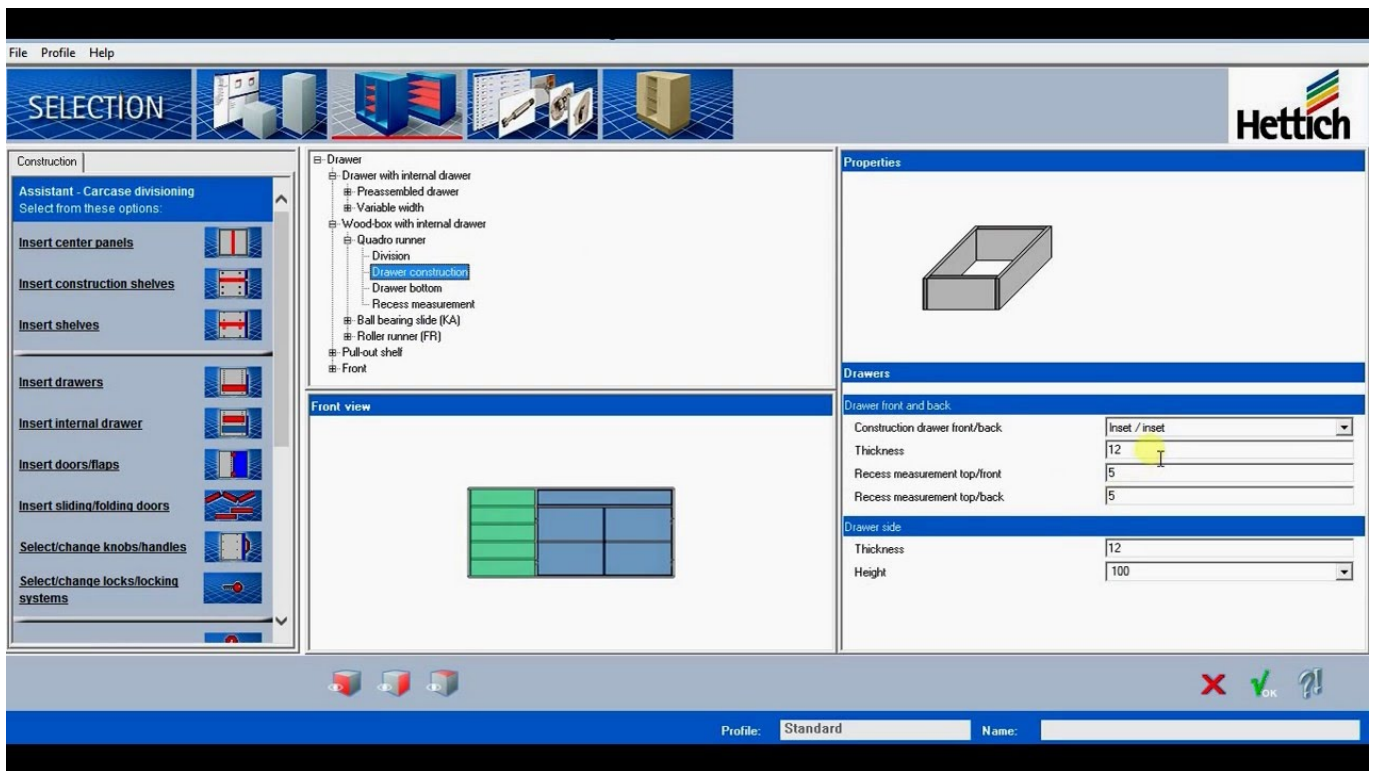 File Profile Help
SELECTION
Hettich
Construction
Assistant - Carcase divisioning
Select from these options:
Insert center panels
Insert construction shelves
Insert shelves
Insert drawers
Insert internal drawer
Insert doors/flaps
Insert sliding/folding doors
Select/change knobs/handles
Select/change locks/locking
systems
Drawer
Drawer with internal drawer
Preassembled drawer
Variable width
Wood-box with internal drawer
Quadro runner
Division
Drawer construction
Drawer bottom
Recess measurement
Ball bearing slide (KA)
Roller runner (FR)
Pull-out shelf
Front
Front view
Properties
Drawers
Drawer front and back
Construction drawer front/back Inset / inset
Thickness 12
Recess measurement top/front 5
Recess measurement top/back 5
Drawer side
Thickness 12
Height 100
OK
Profile: Standard Name: